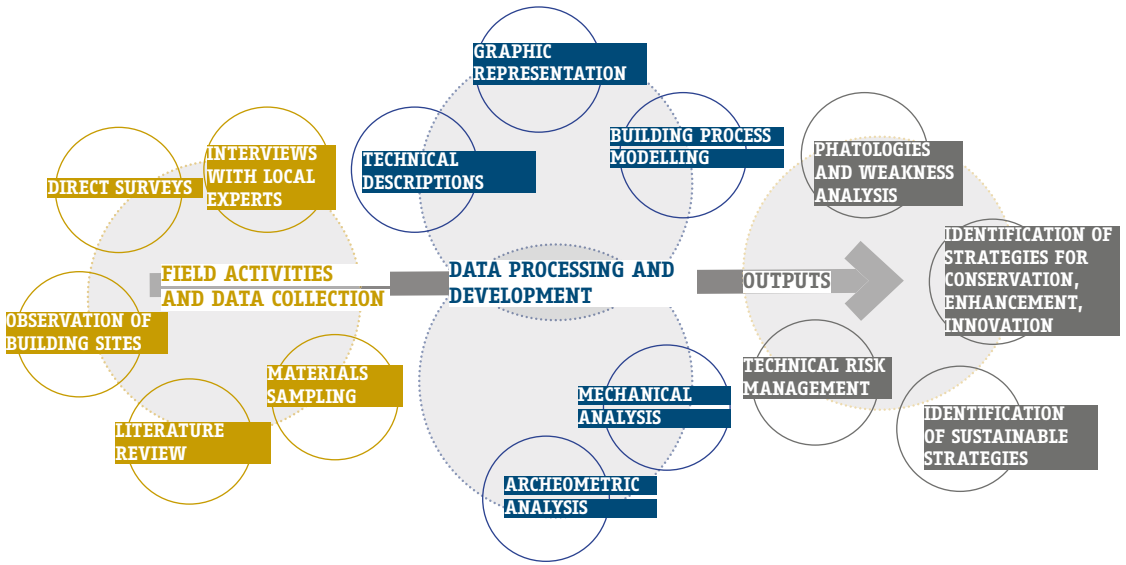 DIRECT SURVEYS
INTERVIEWS
WITH LOCAL
EXPERTS
FIELD ACTIVITIES
AND DATA COLLECTION
OBSERVATION OF
BUILDING SITES
MATERIALS
SAMPLING
LITERATURE
REVIEW
GRAPHIC
REPRESENTATION
TECHNICAL
DESCRIPTIONS
BUILDING PROCESS
MODELLING
DATA PROCESSING AND
DEVELOPMENT
MECHANICAL
ANALYSIS
ARCHEOMETRIC
ANALYSIS
PHATOLOGIES
AND WEAKNESS
ANALYSIS
OUTPUTS
IDENTIFICATION OF
STRATEGIES FOR
CONSERVATION,
ENHANCEMENT,
INNOVATION
TECHNICAL RISK
MANAGEMENT
IDENTIFICATION
OF SUSTAINABLE
STRATEGIES